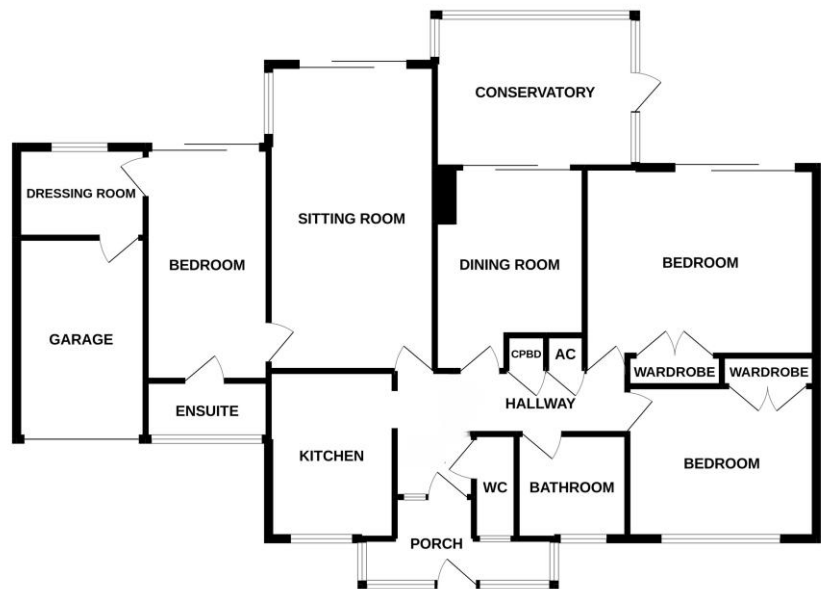 CONSERVATORY
DRESSING ROOM
SITTING ROOM
BEDROOM
DINING ROOM
BEDROOM
GARAGE
CPBD
AC
WARDROBE
WARDROBE
ENSUITE
HALLWAY
KITCHEN
WC
BATHROOM
BEDROOM
PORCH